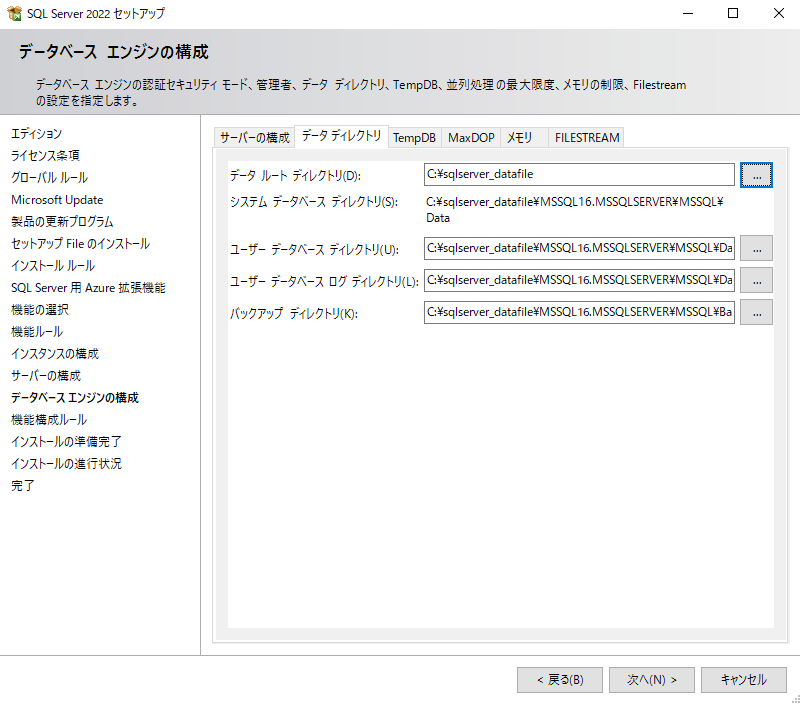 SQL Server 2022 セットアップ
データベース エンジンの構成
データベース エンジンの認証セキュリティ モード、管理者、データ ディレクトリ、TempDB、並列処理の最大限度、メモリの制限、Filestream
の設定を指定します。
エディション
ライセンス条項
グローバル ルール
Microsoft Update
製品の更新プログラム
セットアップ File のインストール
インストール ルール
SQL Server 用 Azure 拡張機能
機能の選択
機能ルール
インスタンスの構成
サーバーの構成
データベース エンジンの構成
機能構成ルール
インストールの準備完了
インストールの進行状況
完了
サーバーの構成 データ ディレクトリ TempDB MaxDOP メモリ FILESTREAM
データ ルート ディレクトリ(D): C:¥sqlserver_datafile ...
システム データベース ディレクトリ(S): C:¥sqlserver_datafile¥MSSQL16.MSSQLSERVER¥MSSQL¥
Data
ユーザー データベース ディレクトリ(U): C:¥sqlserver_datafile¥MSSQL16.MSSQLSERVER¥MSSQL¥Da ...
ユーザー データベース ログ ディレクトリ(L): C:¥sqlserver_datafile¥MSSQL16.MSSQLSERVER¥MSSQL¥Da ...
バックアップ ディレクトリ(K): C:¥sqlserver_datafile¥MSSQL16.MSSQLSERVER¥MSSQL¥Ba ...
< 戻る(B) 次へ(N) > キャンセル